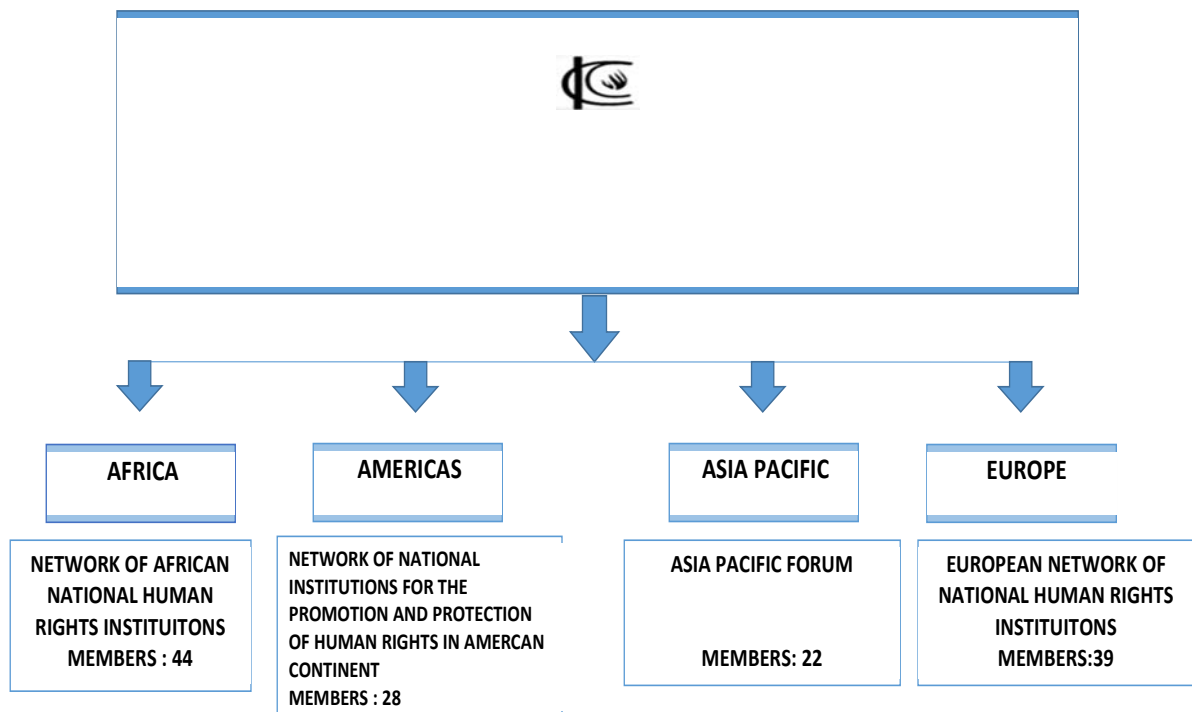 AFRICA
AMERICAS
ASIA PACIFIC
EUROPE
NETWORK OF AFRICAN
NATIONAL HUMAN
RIGHTS INSTITUITONS
MEMBERS : 44
NETWORK OF NATIONAL
INSTITUTIONS FOR THE
PROMOTION AND PROTECTION
OF HUMAN RIGHTS IN AMERCAN
CONTINENT
MEMBERS : 28
ASIA PACIFIC FORUM
MEMBERS: 22
EUROPEAN NETWORK OF
NATIONAL HUMAN RIGHTS
INSTITUITONS
MEMBERS:39